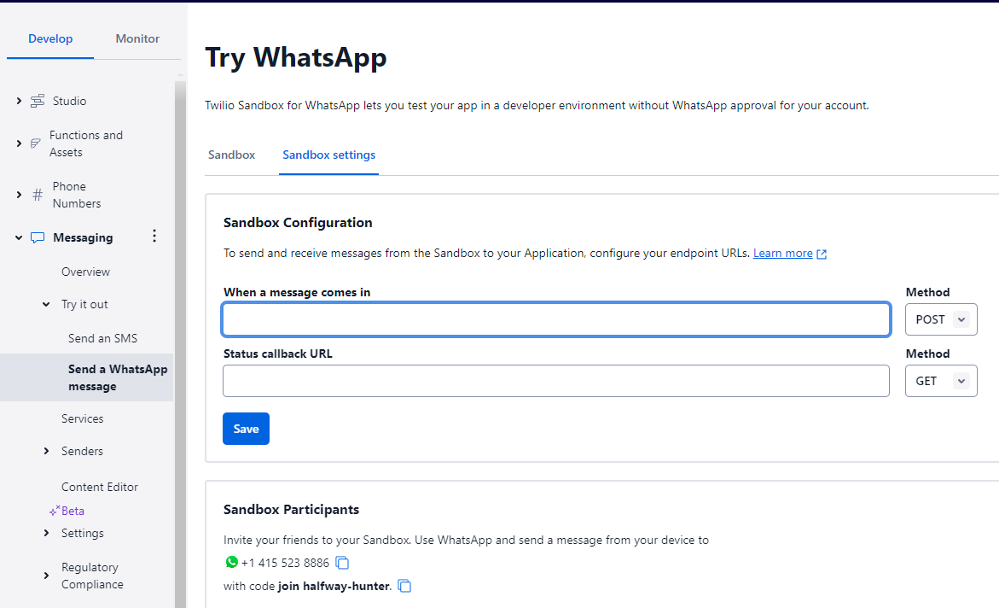 Develop
Monitor
Studio
Functions and
Assets
Phone
Numbers
Messaging
Overview
Try it out
Send an SMS
Send a WhatsApp
message
Services
Senders
Content Editor
Beta
Settings
Regulatory
Compliance
Try WhatsApp
Twilio Sandbox for WhatsApp lets you test your app in a developer environment without WhatsApp approval for your account.
Sandbox
Sandbox settings
Sandbox Configuration
To send and receive messages from the Sandbox to your Application, configure your endpoint URLs. Learn more
When a message comes in
Method
POST
Status callback URL
Method
GET
Save
Sandbox Participants
Invite your friends to your Sandbox. Use WhatsApp and send a message from your device to
+1 415 523 8886
with code join halfway-hunter.